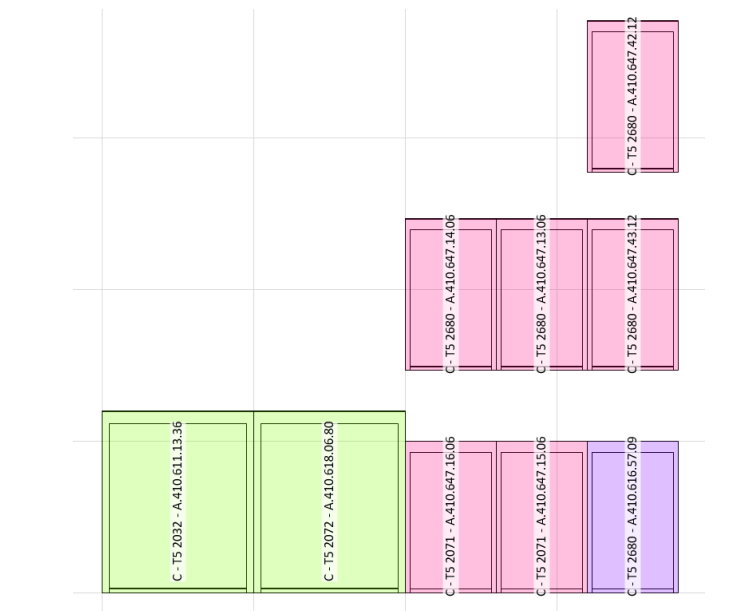 C - T5 2680 - A.410.647.42.12
C - T5 2680 - A.410.647.14.06
C - T5 2680 - A.410.647.13.06
C - T5 2680 - A.410.647.43.12
C - T5 2032 - A.410.611.13.36
C - T5 2072 - A.410.618.06.80
C - T5 2071 - A.410.647.16.06
C - T5 2071 - A.410.647.15.06
C - T5 2680 - A.410.616.57.09